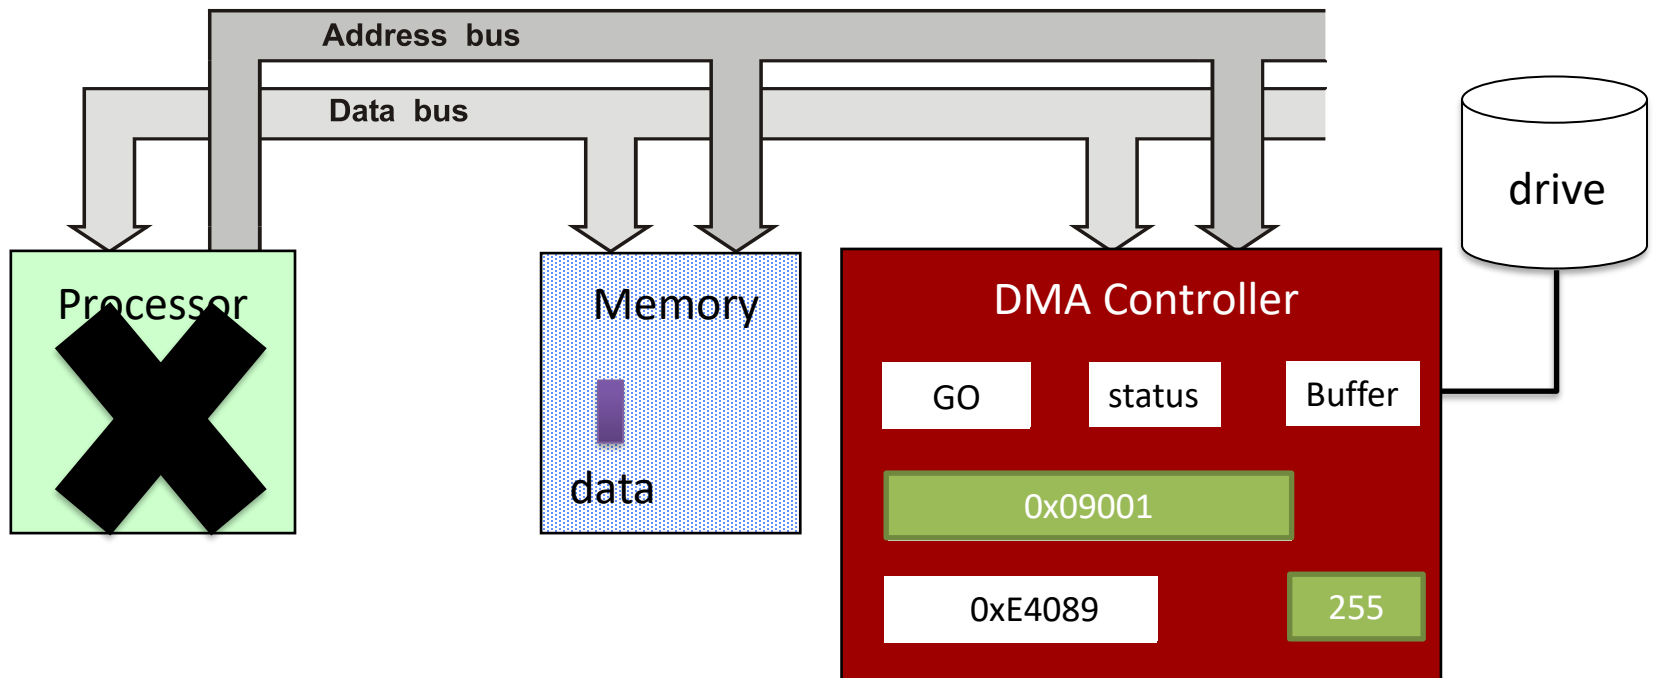 Address bus
Data bus
drive
Processor
Memory
DMA Controller
GO
status
Buffer
data
0x09001
0xE4089
255